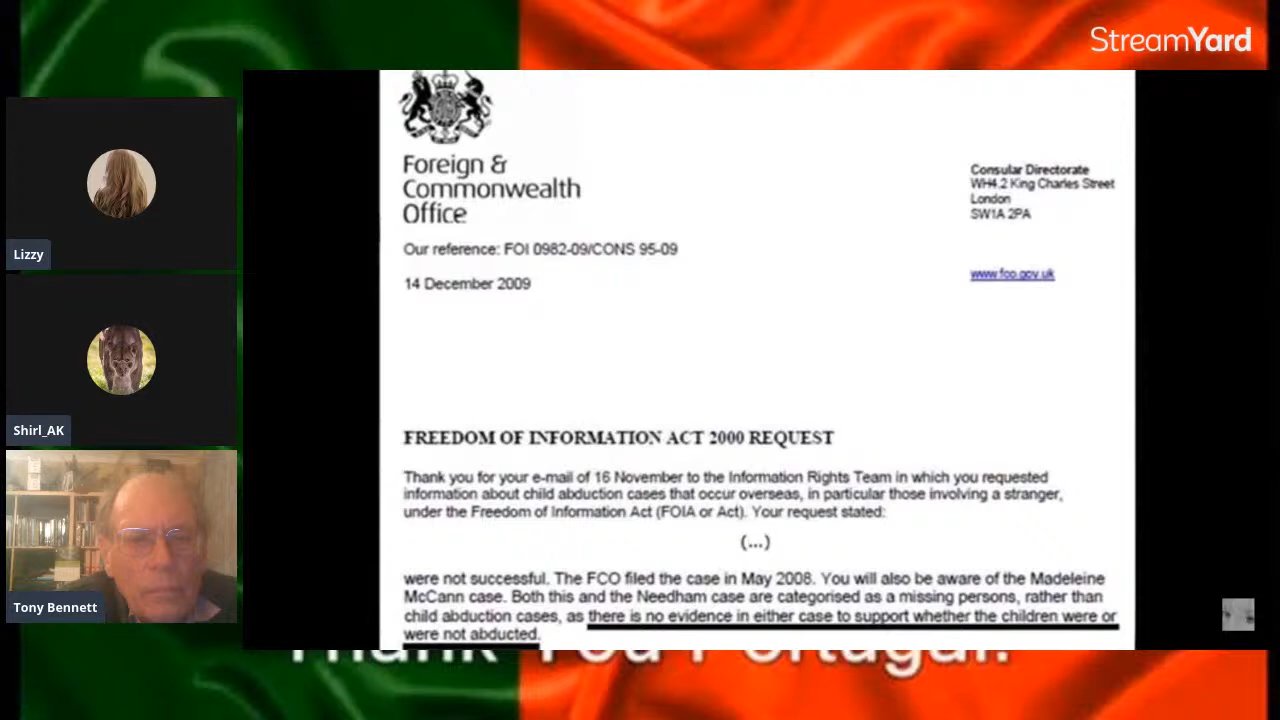 StreamYard
Foreign &
Commonwealth
Office
Consular Directorate
WH4.2 King Charles Street
London
SW1A 2PA
Our reference: FOI 0982-09/CONS 95-09
www.fco.gov.uk
14 December 2009
FREEDOM OF INFORMATION ACT 2000 REQUEST
Thank you for your e-mail of 16 November to the Information Rights Team in which you requested
information about child abduction cases that occur overseas, in particular those involving a stranger,
under the Freedom of Information Act (FOIA or Act). Your request stated:
(...)
were not successful. The FCO filed the case in May 2008. You will also be aware of the Madeleine
McCann case. Both this and the Needham case are categorised as a missing persons, rather than
child abduction cases, as there is no evidence in either case to support whether the children were or
were not abducted.
Lizzy
Shirl_AK
Tony Bennett
Thank You Portugal!